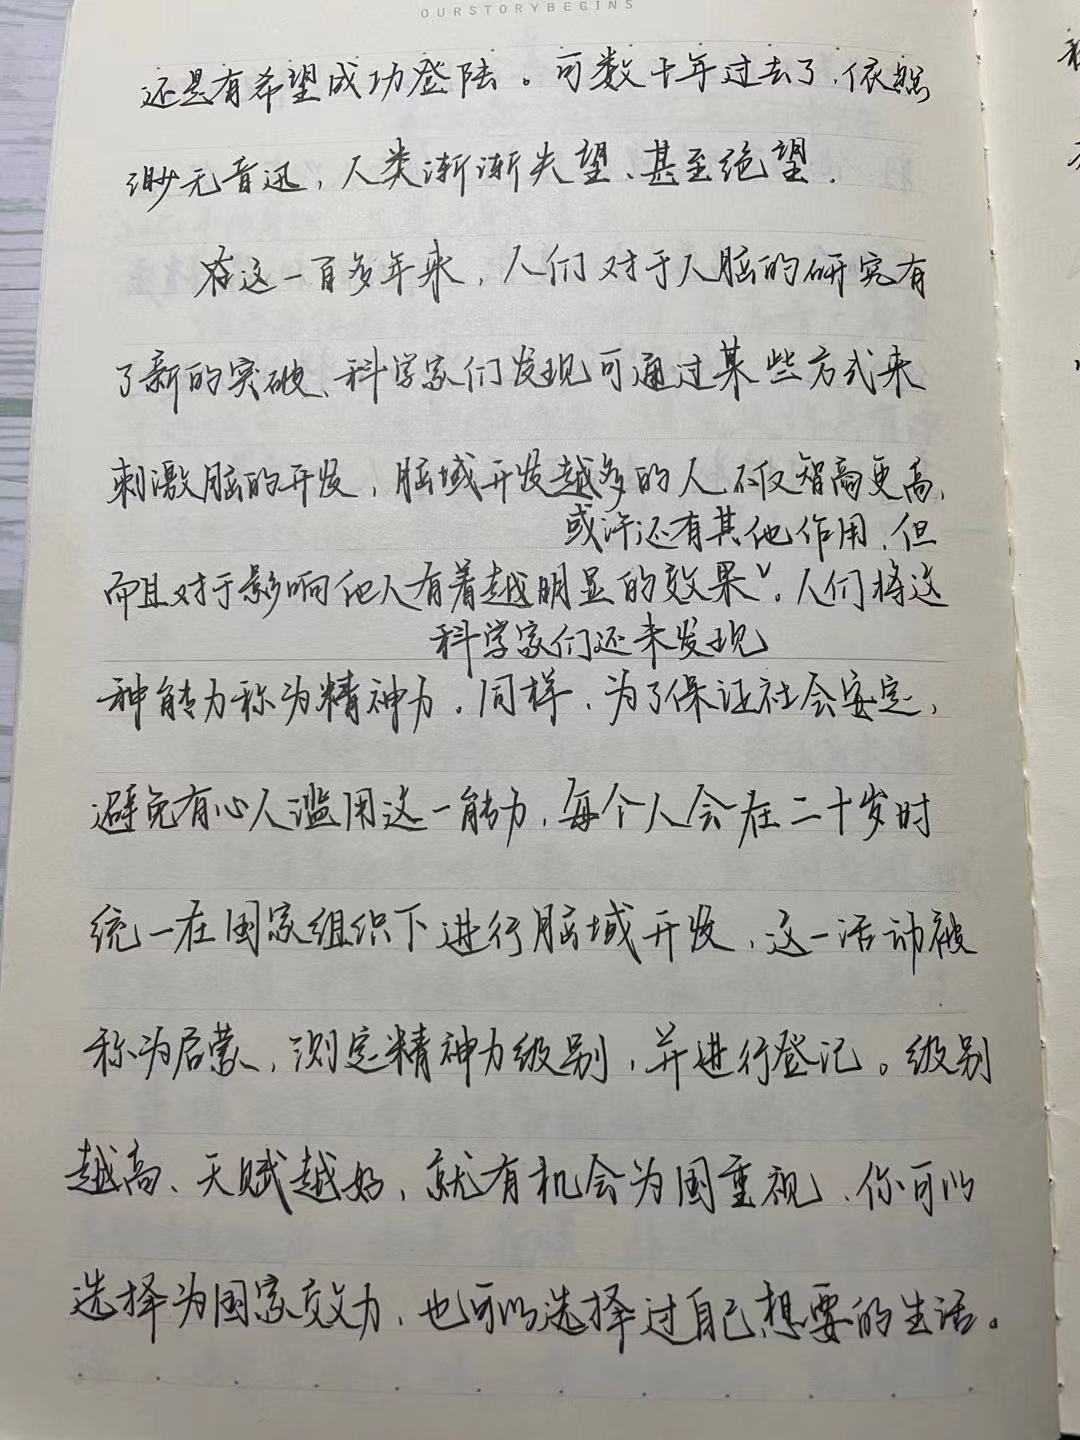 OURSTORYBEGINS
还是有希望成功登陆。可数十年过去了,依然
渺无音迅,人类渐渐失望、甚至绝望.
在这一百多年来,人们对于人脑的研究有
了新的突破、科学家们发现可通过某些方式来
刺激脑的开发,脑域开发越多的人,不仅智商更高,
或许还有其他作用,但
而且对于影响他人有着越明显的效果。人们将这
科学家们还未发现
种能力称为精神力。同样,为了保证社会安定,
避免有心人滥用这一能力,每个人会在二十岁时
统一在国家组织下进行脑域开发,这一活动被
称为启蒙,测定精神力级别,并进行登记。级别
越高、天赋越好,就有机会为国重视、你可以
选择为国家效力,也可以选择过自己想要的生活。